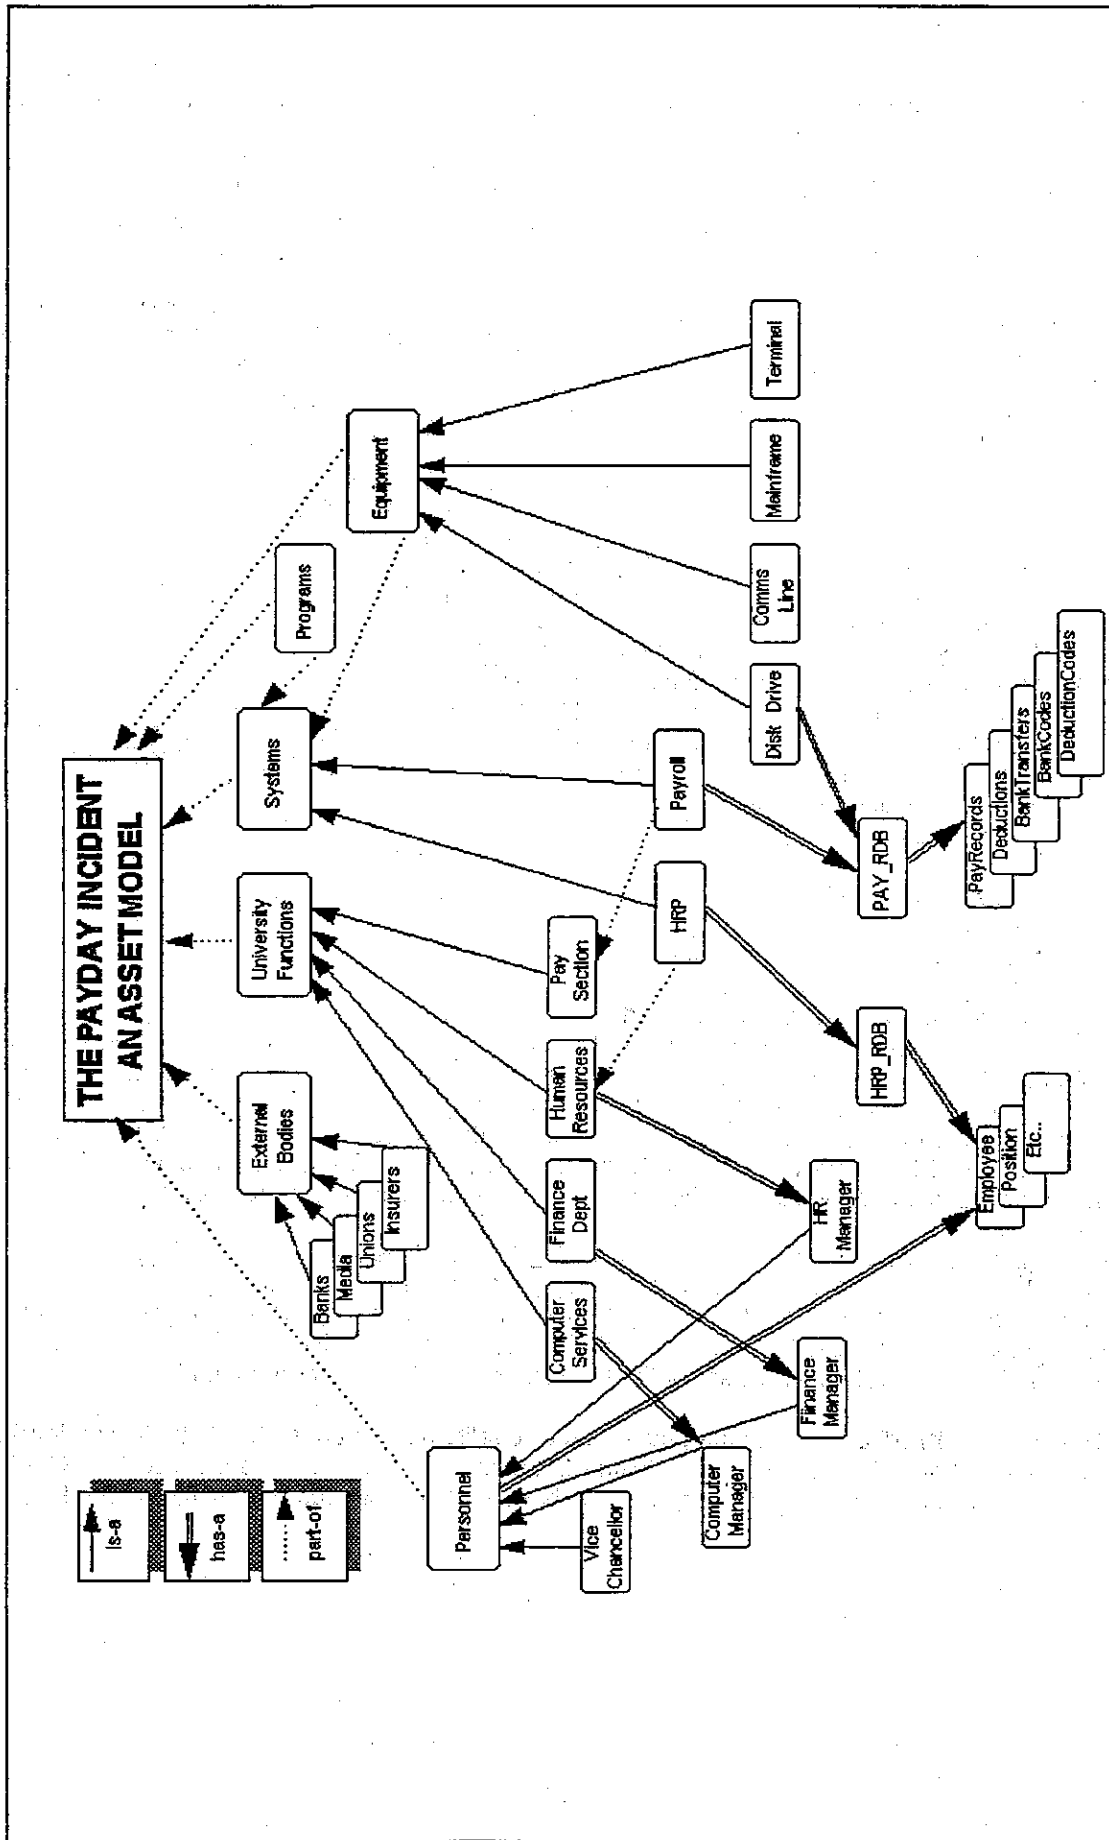 THE PAYDAY INCIDENT
AN ASSET MODEL
is-a
has-a
part-of
External
Bodies
University
Functions
Systems
Programs
Equipment
Banks
Media
Unions
Insurers
Personnel
Vice
Chancellor
Computer
Services
Finance
Dept
Human
Resources
Pay
Section
HRP
Payroll
Disk Drive
Comms
Line
Mainframe
Terminal
Computer
Manager
Fiinance
Manager
HR
Manager
HRP_RDB
PAY_RDB
Employee
Position
Etc..
PayRecords
Deductions
BankTransfers
BankCodes
DeductionCodes